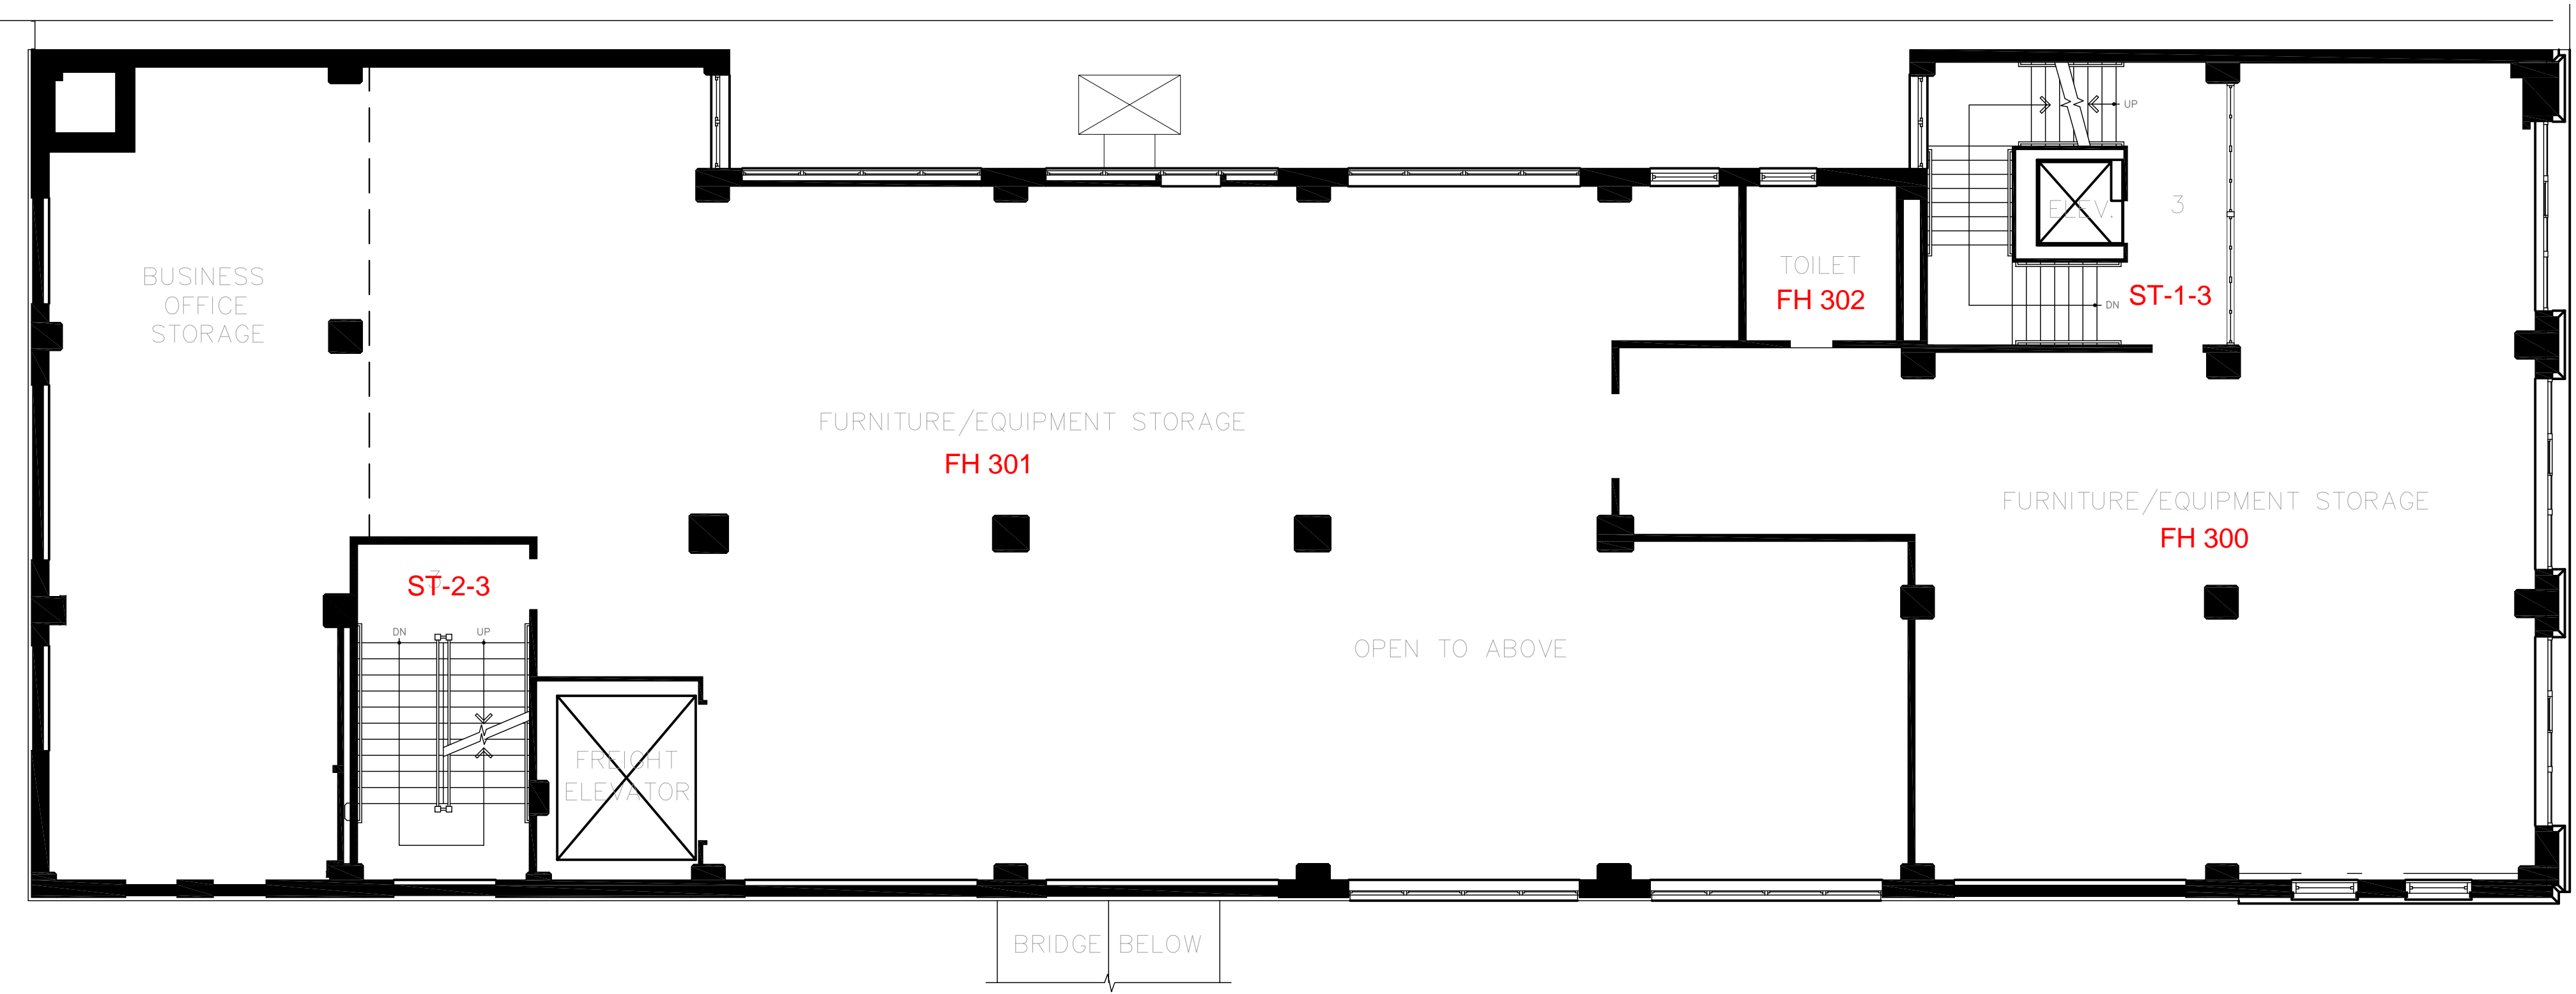 UP
ELEV.
3
BUSINESS
OFFICE
STORAGE
TOILET
FH 302
ST-1-3
DN
FURNITURE/EQUIPMENT STORAGE
FH 301
FURNITURE/EQUIPMENT STORAGE
FH 300
3
ST-2-3
DN
UP
OPEN TO ABOVE
FREIGHT
ELEVATOR
BRIDGE BELOW